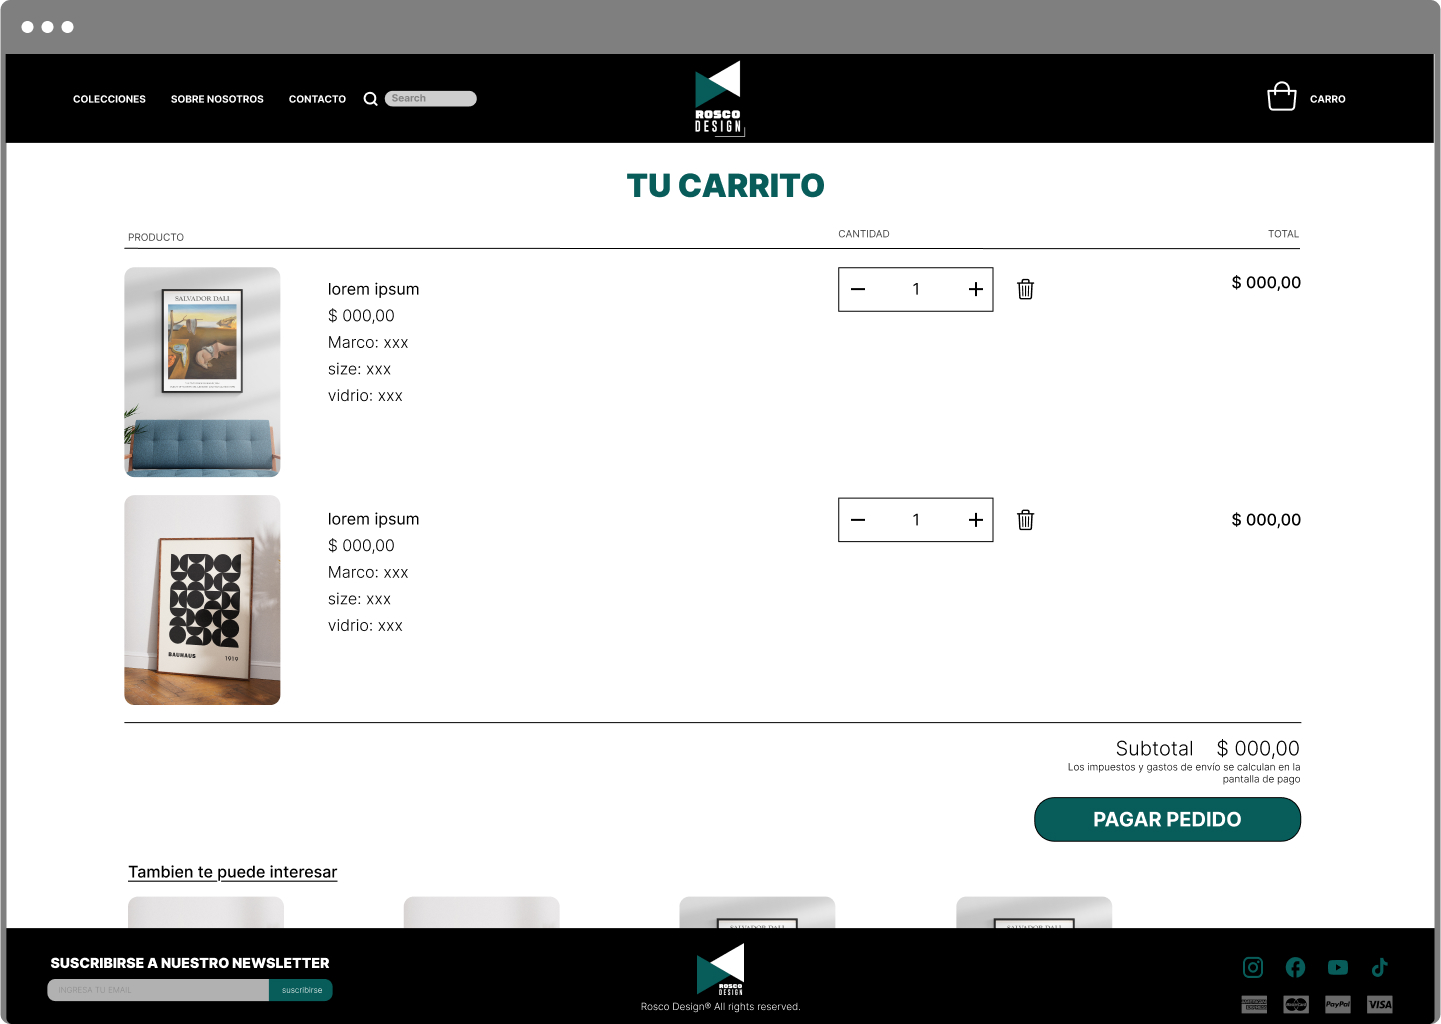 COLECCIONES
SOBRE NOSOTROS
CONTACTO
Search
ROSCO
DESIGN
CARRO
TU CARRITO
PRODUCTO
CANTIDAD
TOTAL
SALVADOR DALI
lorem ipsum
$ 000,00
Marco: xxx
size: xxx
vidrio: xxx
1
$ 000,00
BAUHAUS
1919
lorem ipsum
$ 000,00
Marco: xxx
size: xxx
vidrio: xxx
1
$ 000,00
Subtotal $ 000,00
Los impuestos y gastos de envío se calculan en la
pantalla de pago
PAGAR PEDIDO
Tambien te puede interesar
SALVADOR DALI
SALVADOR DALI
SUSCRIBIRSE A NUESTRO NEWSLETTER
INGRESA TU EMAIL
suscribirse
ROSCO
DESIGN
Rosco Design® All rights reserved.
AMERICAN
EXPRESS
MasterCard
PayPal
VISA